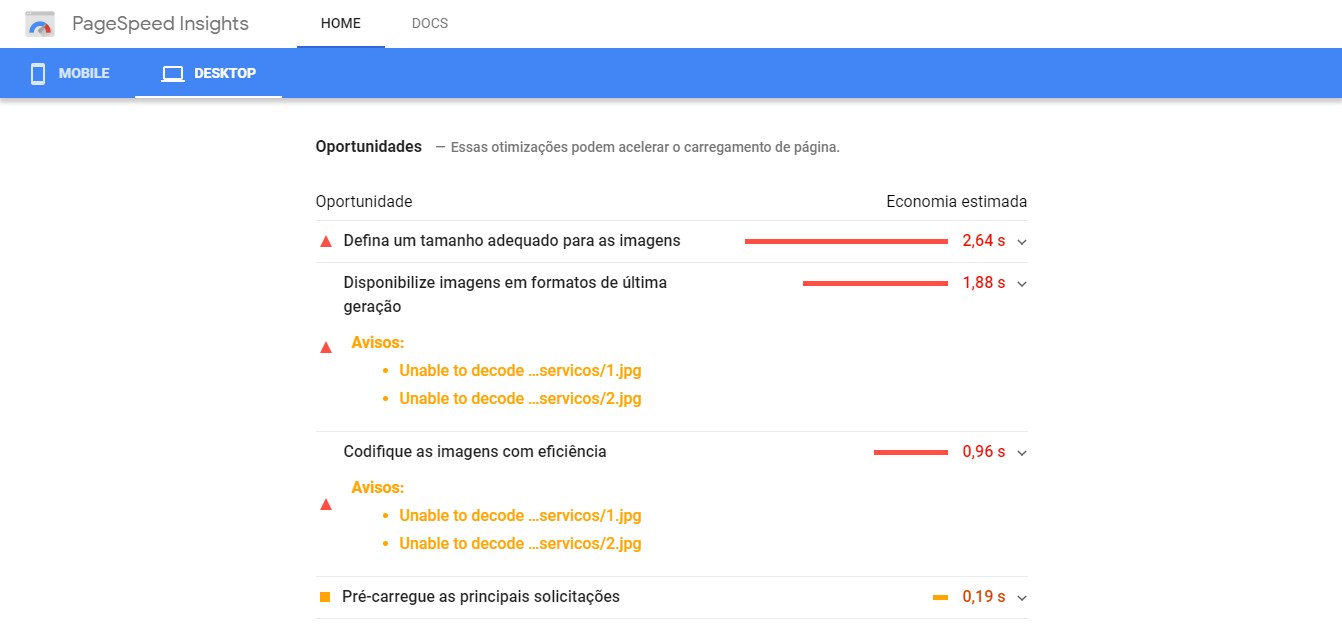 PageSpeed Insights
HOME
DOCS
MOBILE
DESKTOP
Oportunidades — Essas otimizações podem acelerar o carregamento de página.
Oportunidade
Economia estimada
Defina um tamanho adequado para as imagens
2,64 s
Disponibilize imagens em formatos de última
1,88 s
geração
Avisos:
• Unable to decode …servicos/1.jpg
• Unable to decode …servicos/2.jpg
Codifique as imagens com eficiência
0,96 s
Avisos:
• Unable to decode …servicos/1.jpg
• Unable to decode …servicos/2.jpg
Pré-carregue as principais solicitações
0,19 s